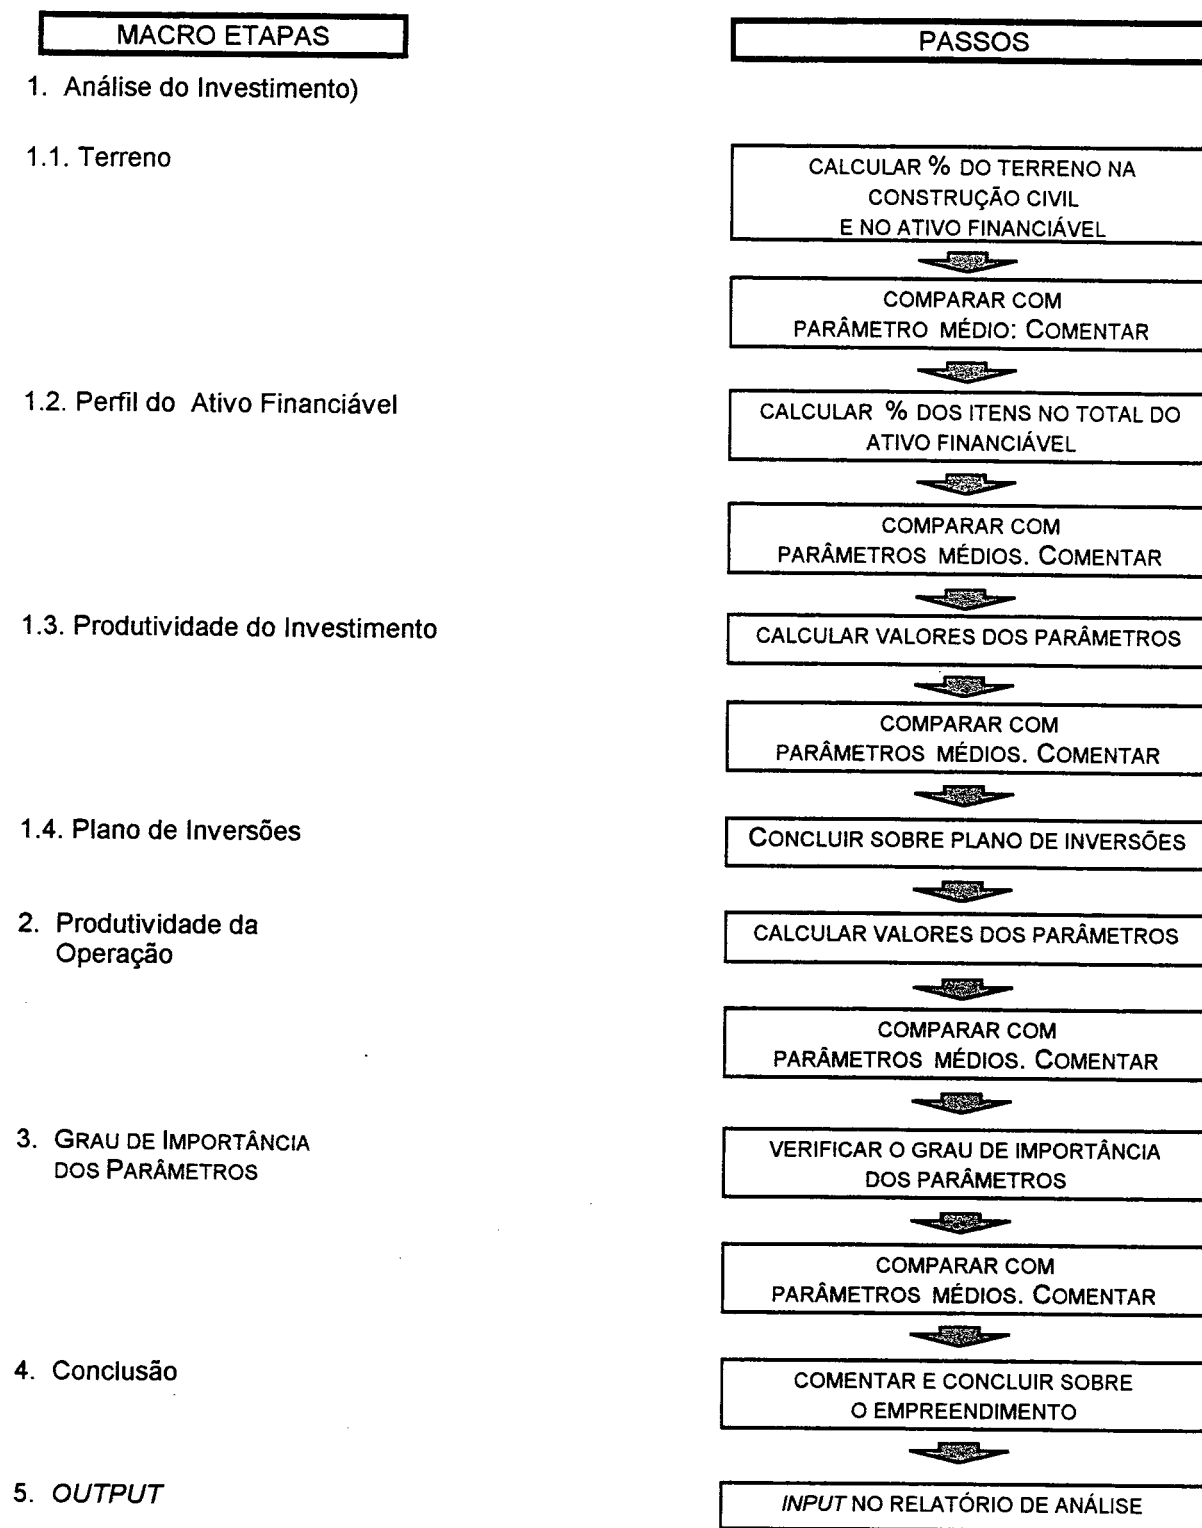 MACRO ETAPAS
PASSOS
1. Análise do Investimento)
1.1. Terreno
CALCULAR % DO TERRENO NA
CONSTRUÇÃO CIVIL
E NO ATIVO FINANCIÁVEL
COMPARAR COM
PARÂMETRO MÉDIO: COMENTAR
1.2. Perfil do Ativo Financiável
CALCULAR % DOS ITENS NO TOTAL DO
ATIVO FINANCIÁVEL
COMPARAR COM
PARÂMETROS MÉDIOS. COMENTAR
1.3. Produtividade do Investimento
CALCULAR VALORES DOS PARÂMETROS
COMPARAR COM
PARÂMETROS MÉDIOS. COMENTAR
1.4. Plano de Inversões
CONCLUIR SOBRE PLANO DE INVERSÕES
2. Produtividade da
Operação
CALCULAR VALORES DOS PARÂMETROS
COMPARAR COM
PARÂMETROS MÉDIOS. COMENTAR
3. GRAU DE IMPORTÂNCIA
DOS PARÂMETROS
VERIFICAR O GRAU DE IMPORTÂNCIA
DOS PARÂMETROS
COMPARAR COM
PARÂMETROS MÉDIOS. COMENTAR
4. Conclusão
COMENTAR E CONCLUIR SOBRE
O EMPREENDIMENTO
5. OUTPUT
INPUT NO RELATÓRIO DE ANÁLISE